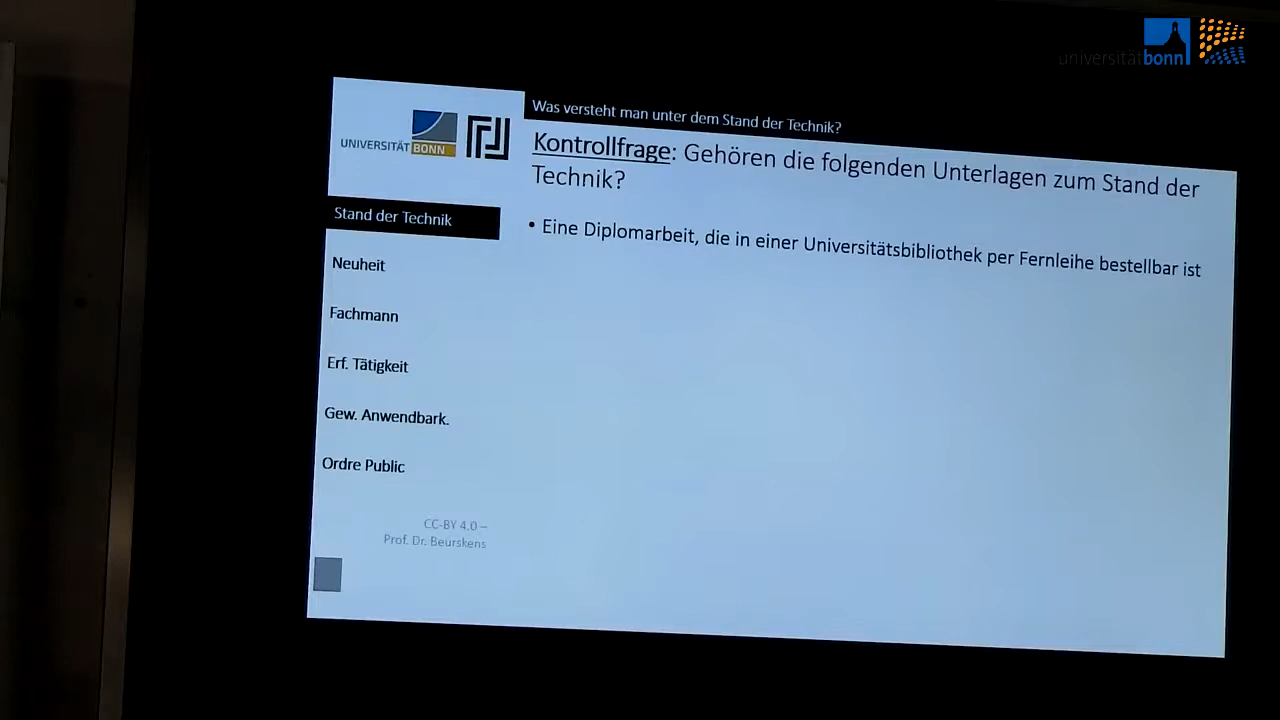 universitätbonn
Was versteht man unter dem Stand der Technik?
UNIVERSITÄT BONN
Kontrollfrage: Gehören die folgenden Unterlagen zum Stand der
Technik?
Stand der Technik
• Eine Diplomarbeit, die in einer Universitätsbibliothek per Fernleihe bestellbar ist
Neuheit
Fachmann
Erf. Tätigkeit
Gew. Anwendbark.
Ordre Public
CC-BY 4.0 –
Prof. Dr. Beurskens